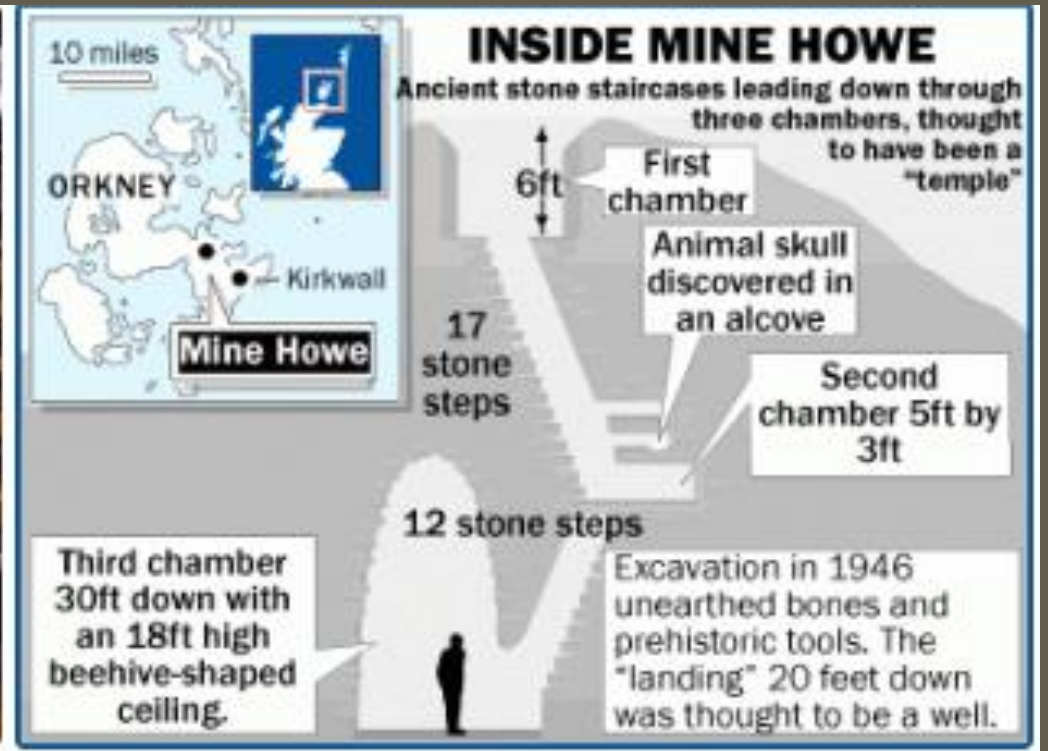 INSIDE MINE HOWE
Ancient stone staircases leading down through
three chambers, thought
to have been a
"temple"
10 miles
ORKNEY
Kirkwall
Mine Howe
6ft
First
chamber
Animal skull
discovered in
an alcove
17
stone
steps
Second
chamber 5ft by
3ft
12 stone steps
Third chamber
30ft down with
an 18ft high
beehive-shaped
ceiling.
Excavation in 1946
unearthed bones and
prehistoric tools. The
"landing" 20 feet down
was thought to be a well.